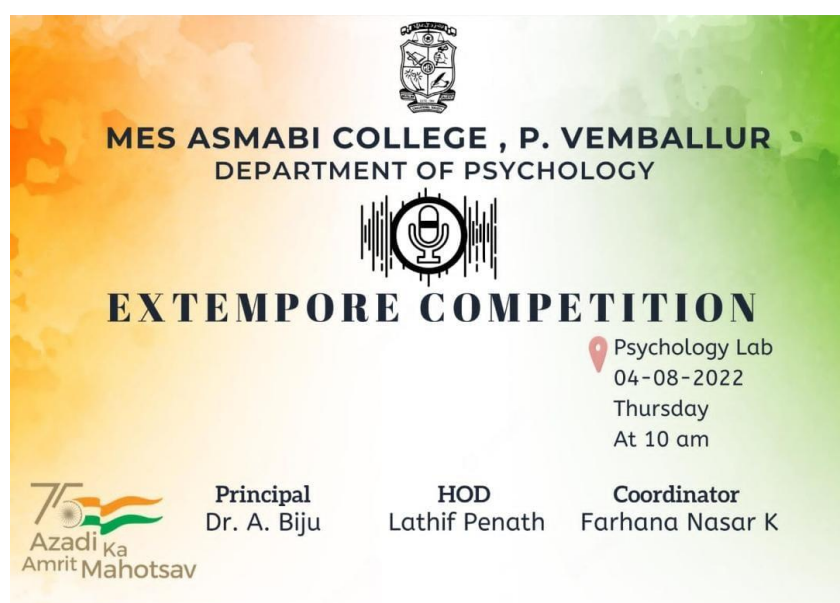 MES ASMABI COLLEGE , P. VEMBALLUR
DEPARTMENT OF PSYCHOLOGY
EXTEMPORE COMPETITION
Psychology Lab
04-08-2022
Thursday
At 10 am
75
Azadi Ka
Amrit Mahotsav
Principal
Dr. A. Biju
HOD
Lathif Penath
Coordinator
Farhana Nasar K